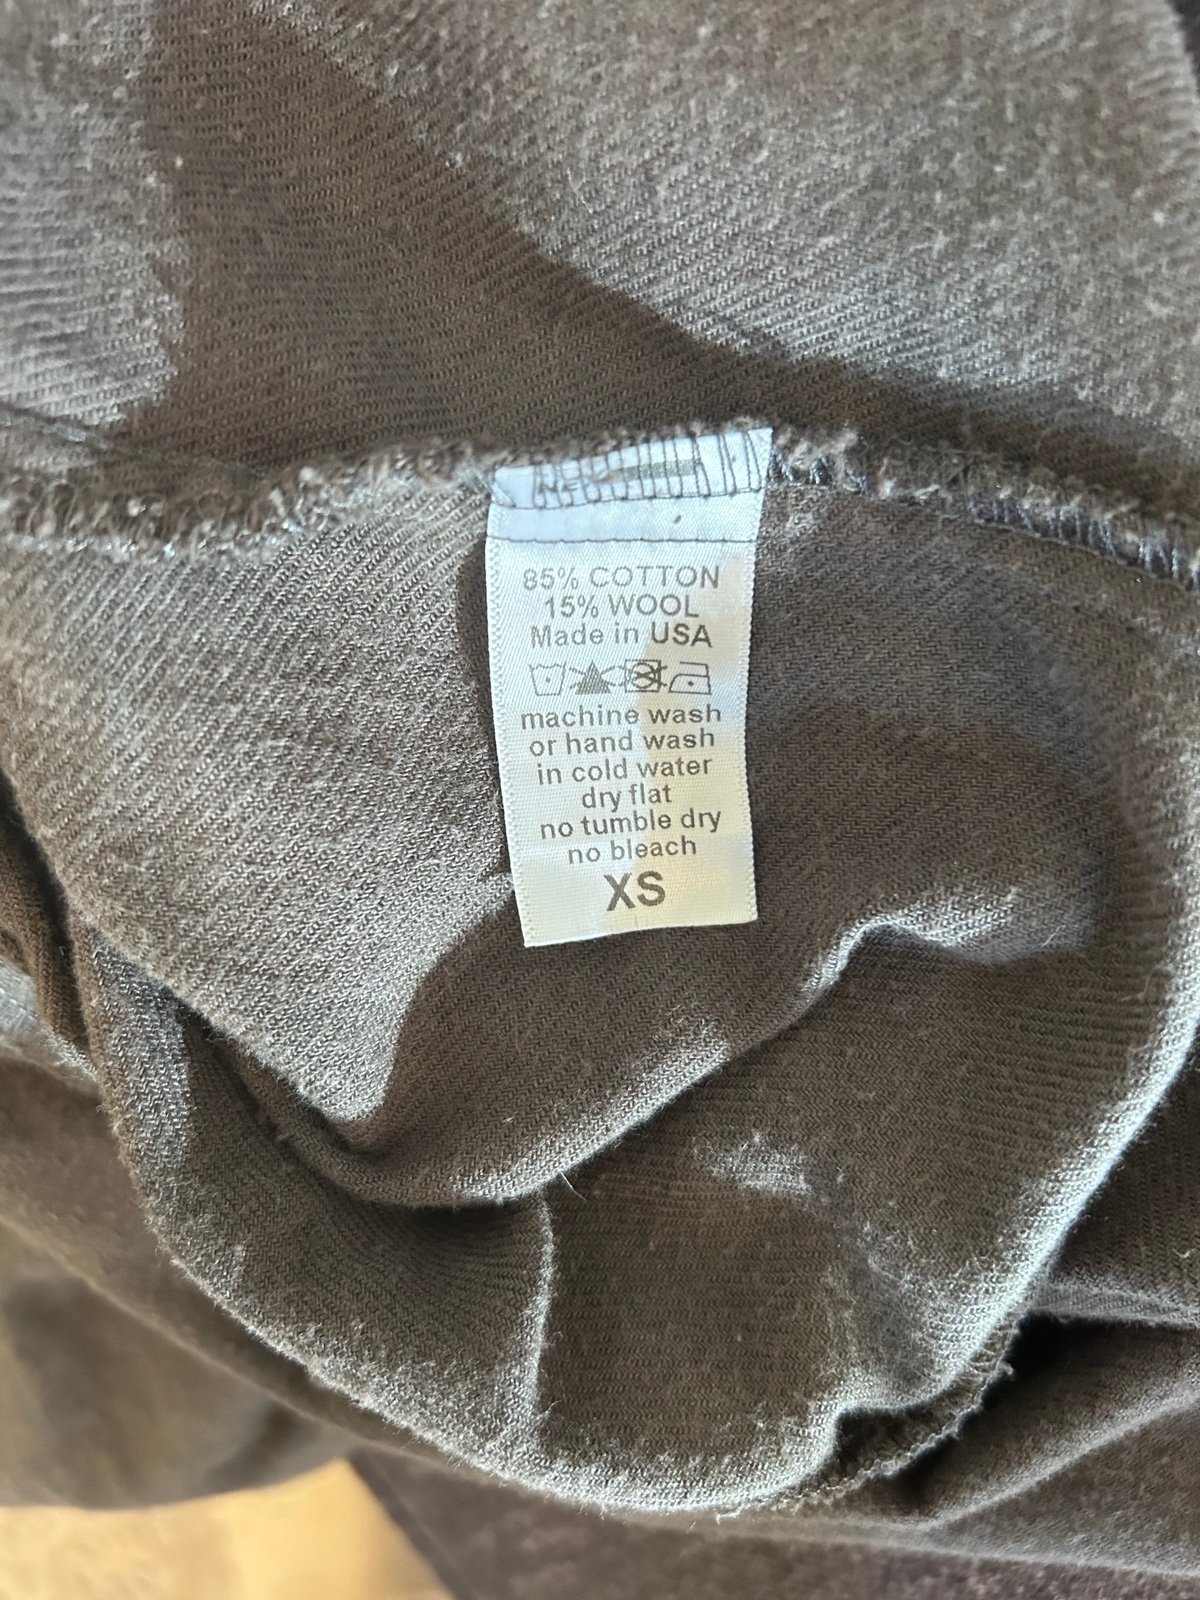 85% COTTON
15% WOOL
Made in USA
machine wash
or hand wash
in cold water
dry flat
no tumble dry
no bleach
XS